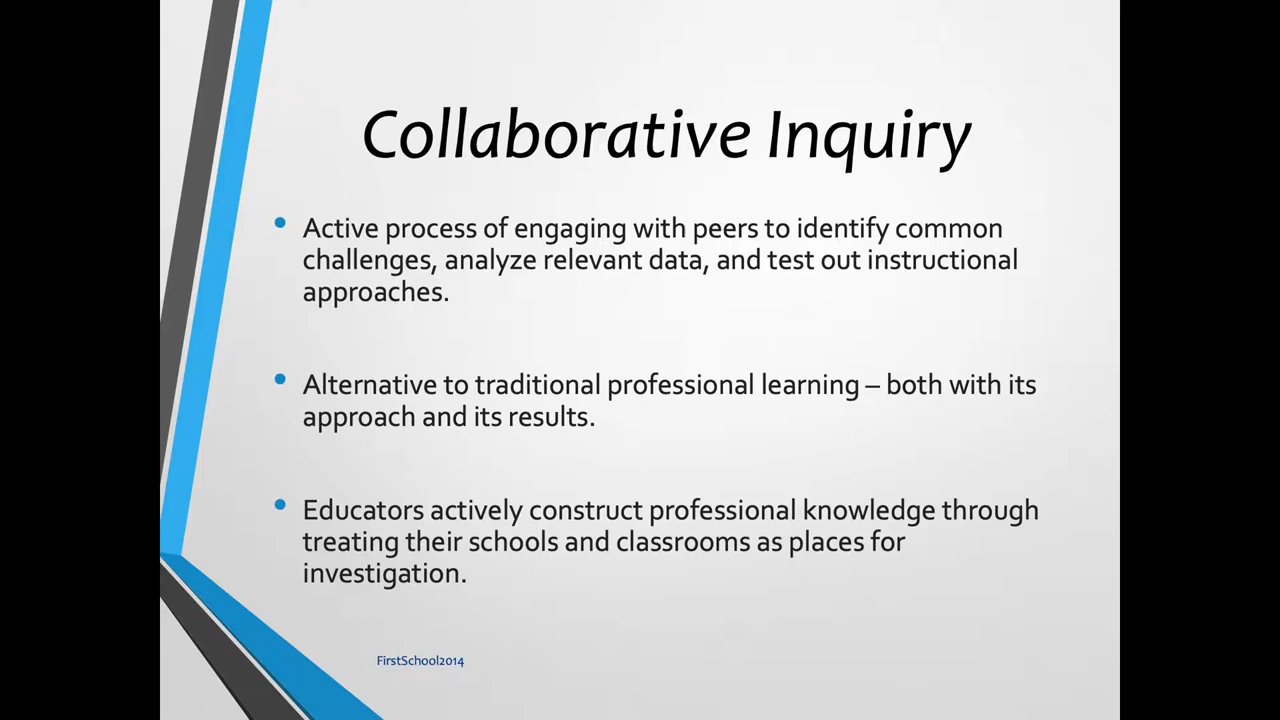 Collaborative Inquiry
• Active process of engaging with peers to identify common
challenges, analyze relevant data, and test out instructional
approaches.
• Alternative to traditional professional learning – both with its
approach and its results.
• Educators actively construct professional knowledge through
treating their schools and classrooms as places for
investigation.
FirstSchool2014